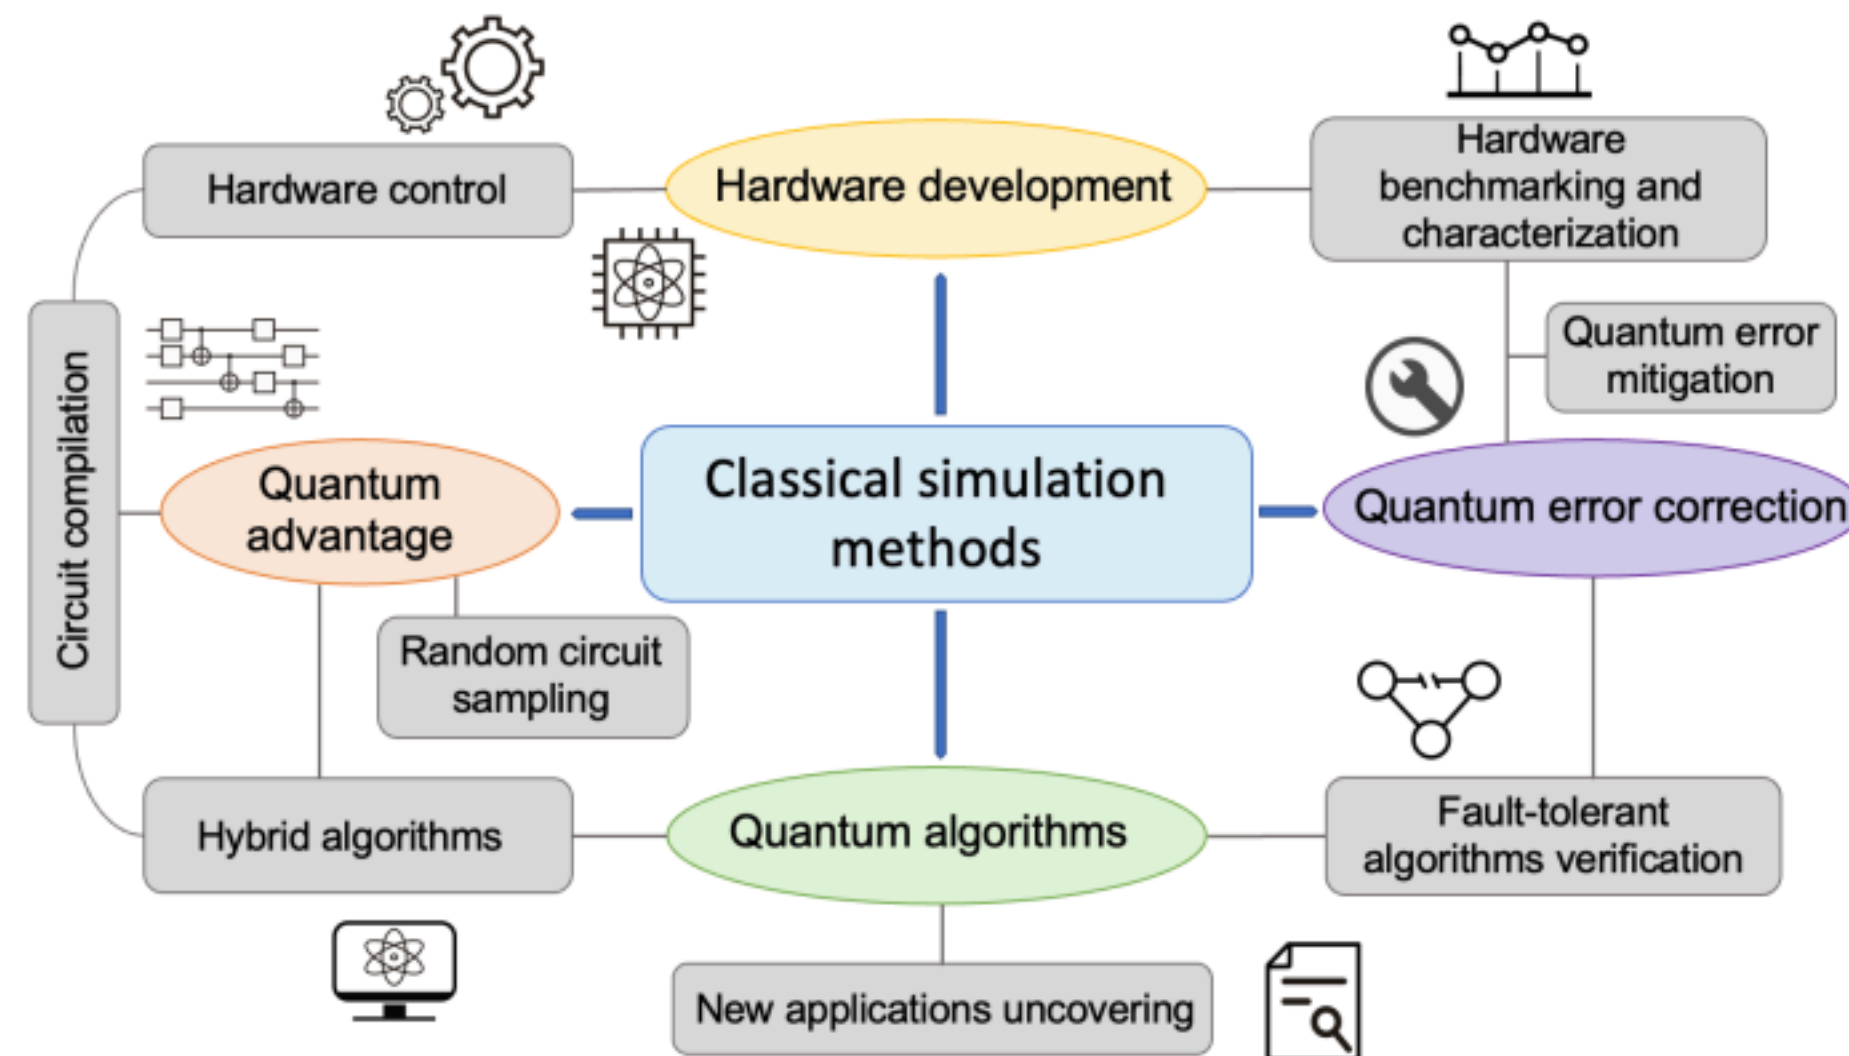 Hardware control
Hardware development
Hardware
benchmarking and
characterization
Quantum error
mitigation
Circuit compilation
Quantum
advantage
Classical simulation
methods
Quantum error correction
Random circuit
sampling
Hybrid algorithms
Quantum algorithms
Fault-tolerant
algorithms verification
New applications uncovering